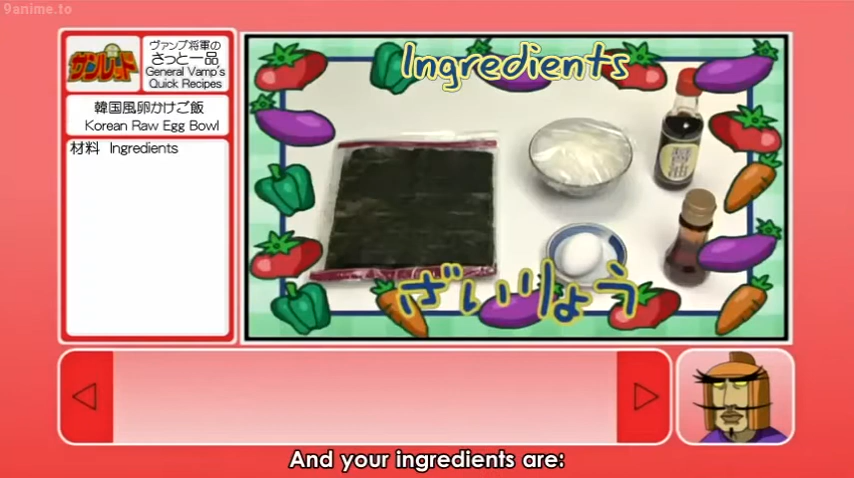 9anime.to
サンレッド
ヴァンプ将軍の
さっと一品
General Vamp's
Quick Recipes
韓国風卵かけご飯
Korean Raw Egg Bowl
材料 Ingredients
Ingredients
醤油
ざいりょう
And your ingredients are: